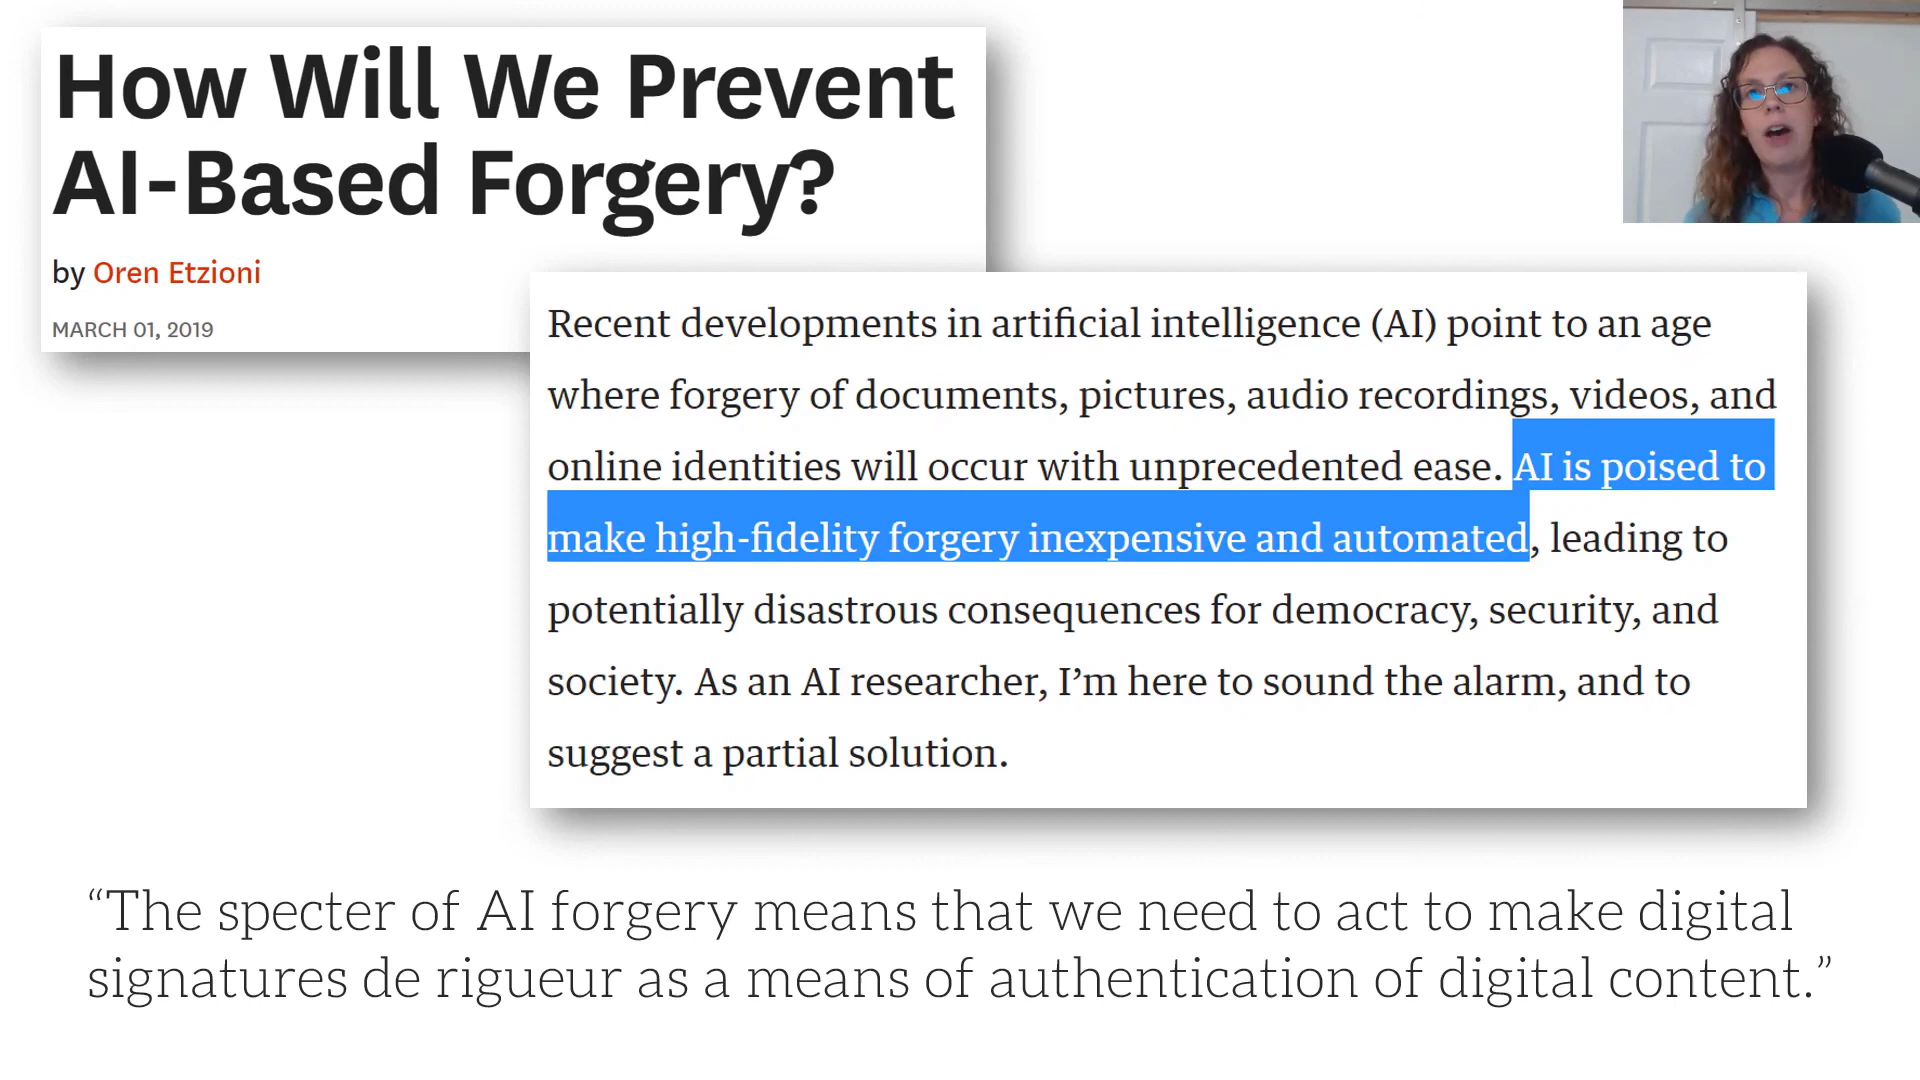 How Will We Prevent
AI-Based Forgery?
by Oren Etzioni
MARCH 01, 2019
Recent developments in artificial intelligence (AI) point to an age
where forgery of documents, pictures, audio recordings, videos, and
online identities will occur with unprecedented ease. AI is poised to
make high-fidelity forgery inexpensive and automated, leading to
potentially disastrous consequences for democracy, security, and
society. As an AI researcher, I’m here to sound the alarm, and to
suggest a partial solution.
“The specter of AI forgery means that we need to act to make digital
signatures de rigueur as a means of authentication of digital content.”